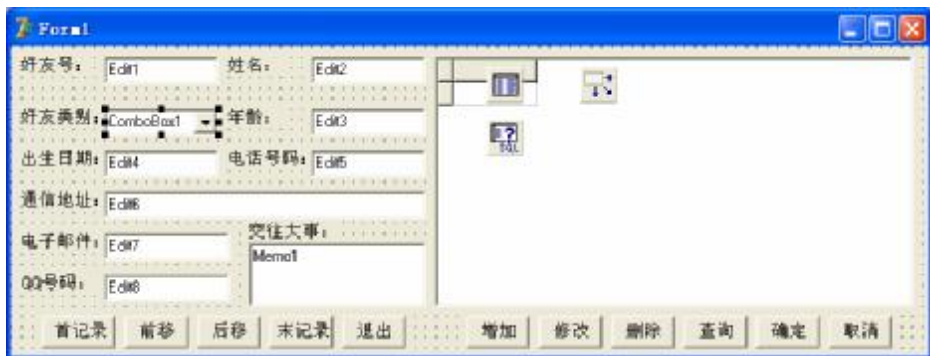 Form1
好友号： Edit1 姓名： Edit2
好友类别： ComboBox1 年龄： Edit3
出生日期： Edit4 电话号码： Edit5
通信地址： Edit6
电子邮件： Edit7 交往大事：
Memo1
QQ号码： Edit8
SQL
首记录 前移 后移 末记录 退出 增加 修改 删除 查询 确定 取消